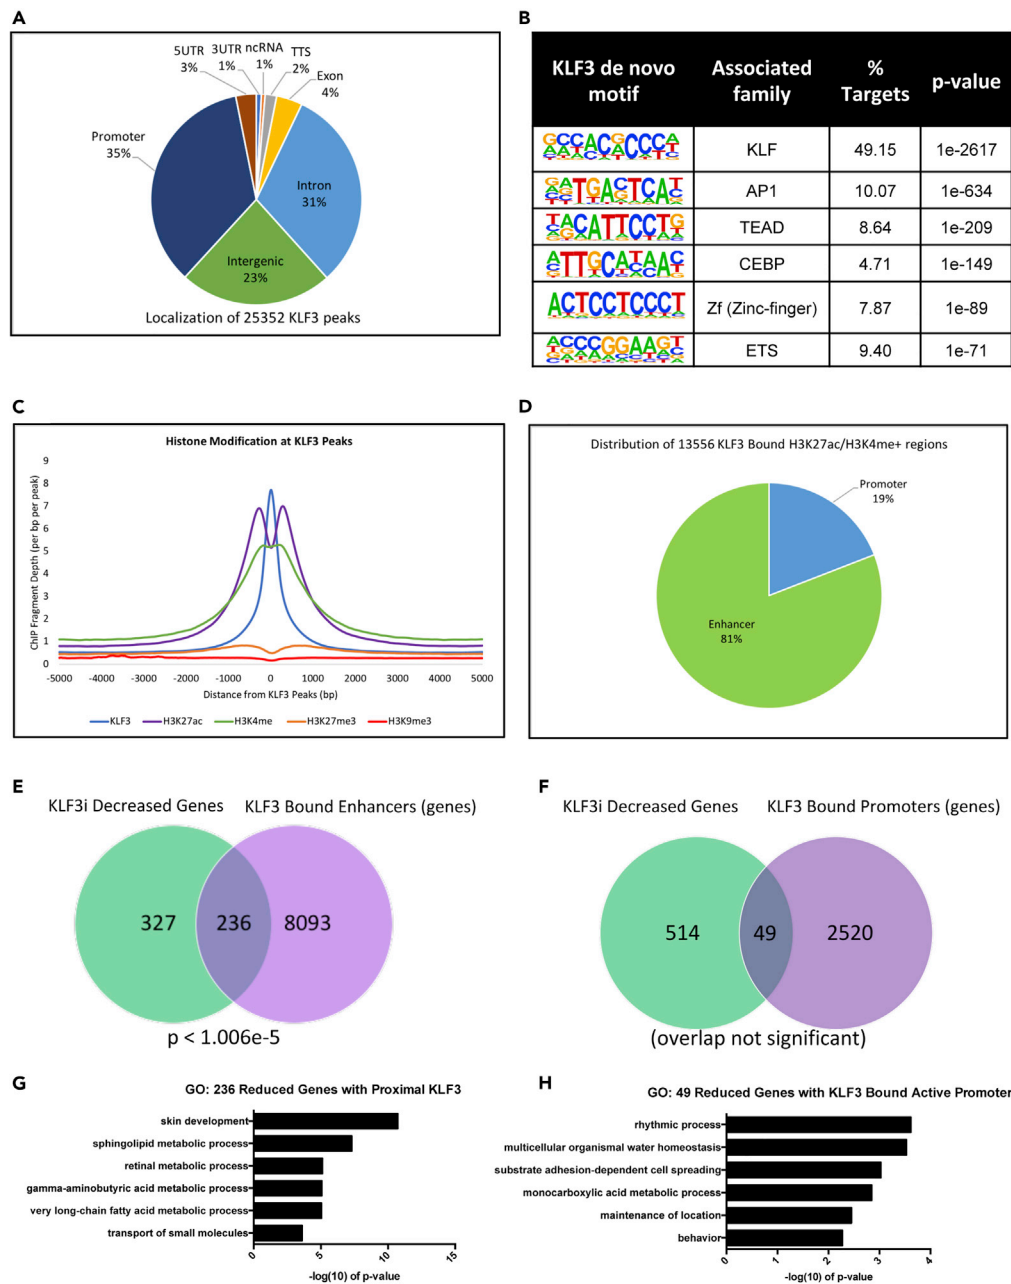 A
5UTR
3%
3UTR
1%
ncRNA
1%
TTS
2%
Exon
4%
Promoter
35%
Intron
31%
Intergenic
23%
Localization of 25352 KLF3 peaks
B
KLF3 de novo motif Associated family % Targets p-value
GCCACGCCCA KLF 49.15 1e-2617
GATGACTCAT AP1 10.07 1e-634
TACATTCCTG TEAD 8.64 1e-209
ATTGCATAAC CEBP 4.71 1e-149
ACTCCTCCCT Zf (Zinc-finger) 7.87 1e-89
ACCCGGAAGT ETS 9.40 1e-71
C
Histone Modification at KLF3 Peaks
ChIP Fragment Depth (per bp per peak)
9
8
7
6
5
4
3
2
1
0
-5000 -4000 -3000 -2000 -1000 0 1000 2000 3000 4000 5000
Distance from KLF3 Peaks (bp)
KLF3 H3K27ac H3K4me H3K27me3 H3K9me3
D
Distribution of 13556 KLF3 Bound H3K27ac/H3K4me+ regions
Promoter
19%
Enhancer
81%
E
KLF3i Decreased Genes KLF3 Bound Enhancers (genes)
327 236 8093
p < 1.006e-5
F
KLF3i Decreased Genes KLF3 Bound Promoters (genes)
514 49 2520
(overlap not significant)
G
GO: 236 Reduced Genes with Proximal KLF3
skin development
sphingolipid metabolic process
retinal metabolic process
gamma-aminobutyric acid metabolic process
very long-chain fatty acid metabolic process
transport of small molecules
0 5 10 15
-log(10) of p-value
H
GO: 49 Reduced Genes with KLF3 Bound Active Promoter
rhythmic process
multicellular organismal water homeostasis
substrate adhesion-dependent cell spreading
monocarboxylic acid metabolic process
maintenance of location
behavior
0 1 2 3 4
-log(10) of p-value